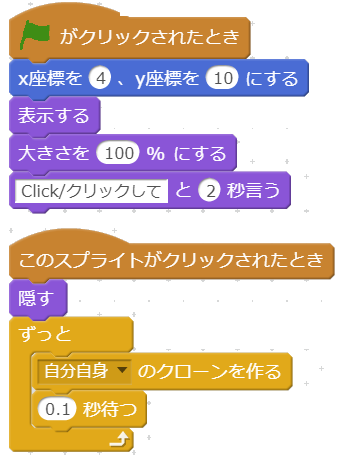 がクリックされたとき
x座標を 4 、y座標を 10 にする
表示する
大きさを 100 % にする
Click/クリックして と 2 秒言う
このスプライトがクリックされたとき
隠す
ずっと
自分自身 のクローンを作る
0.1 秒待つ